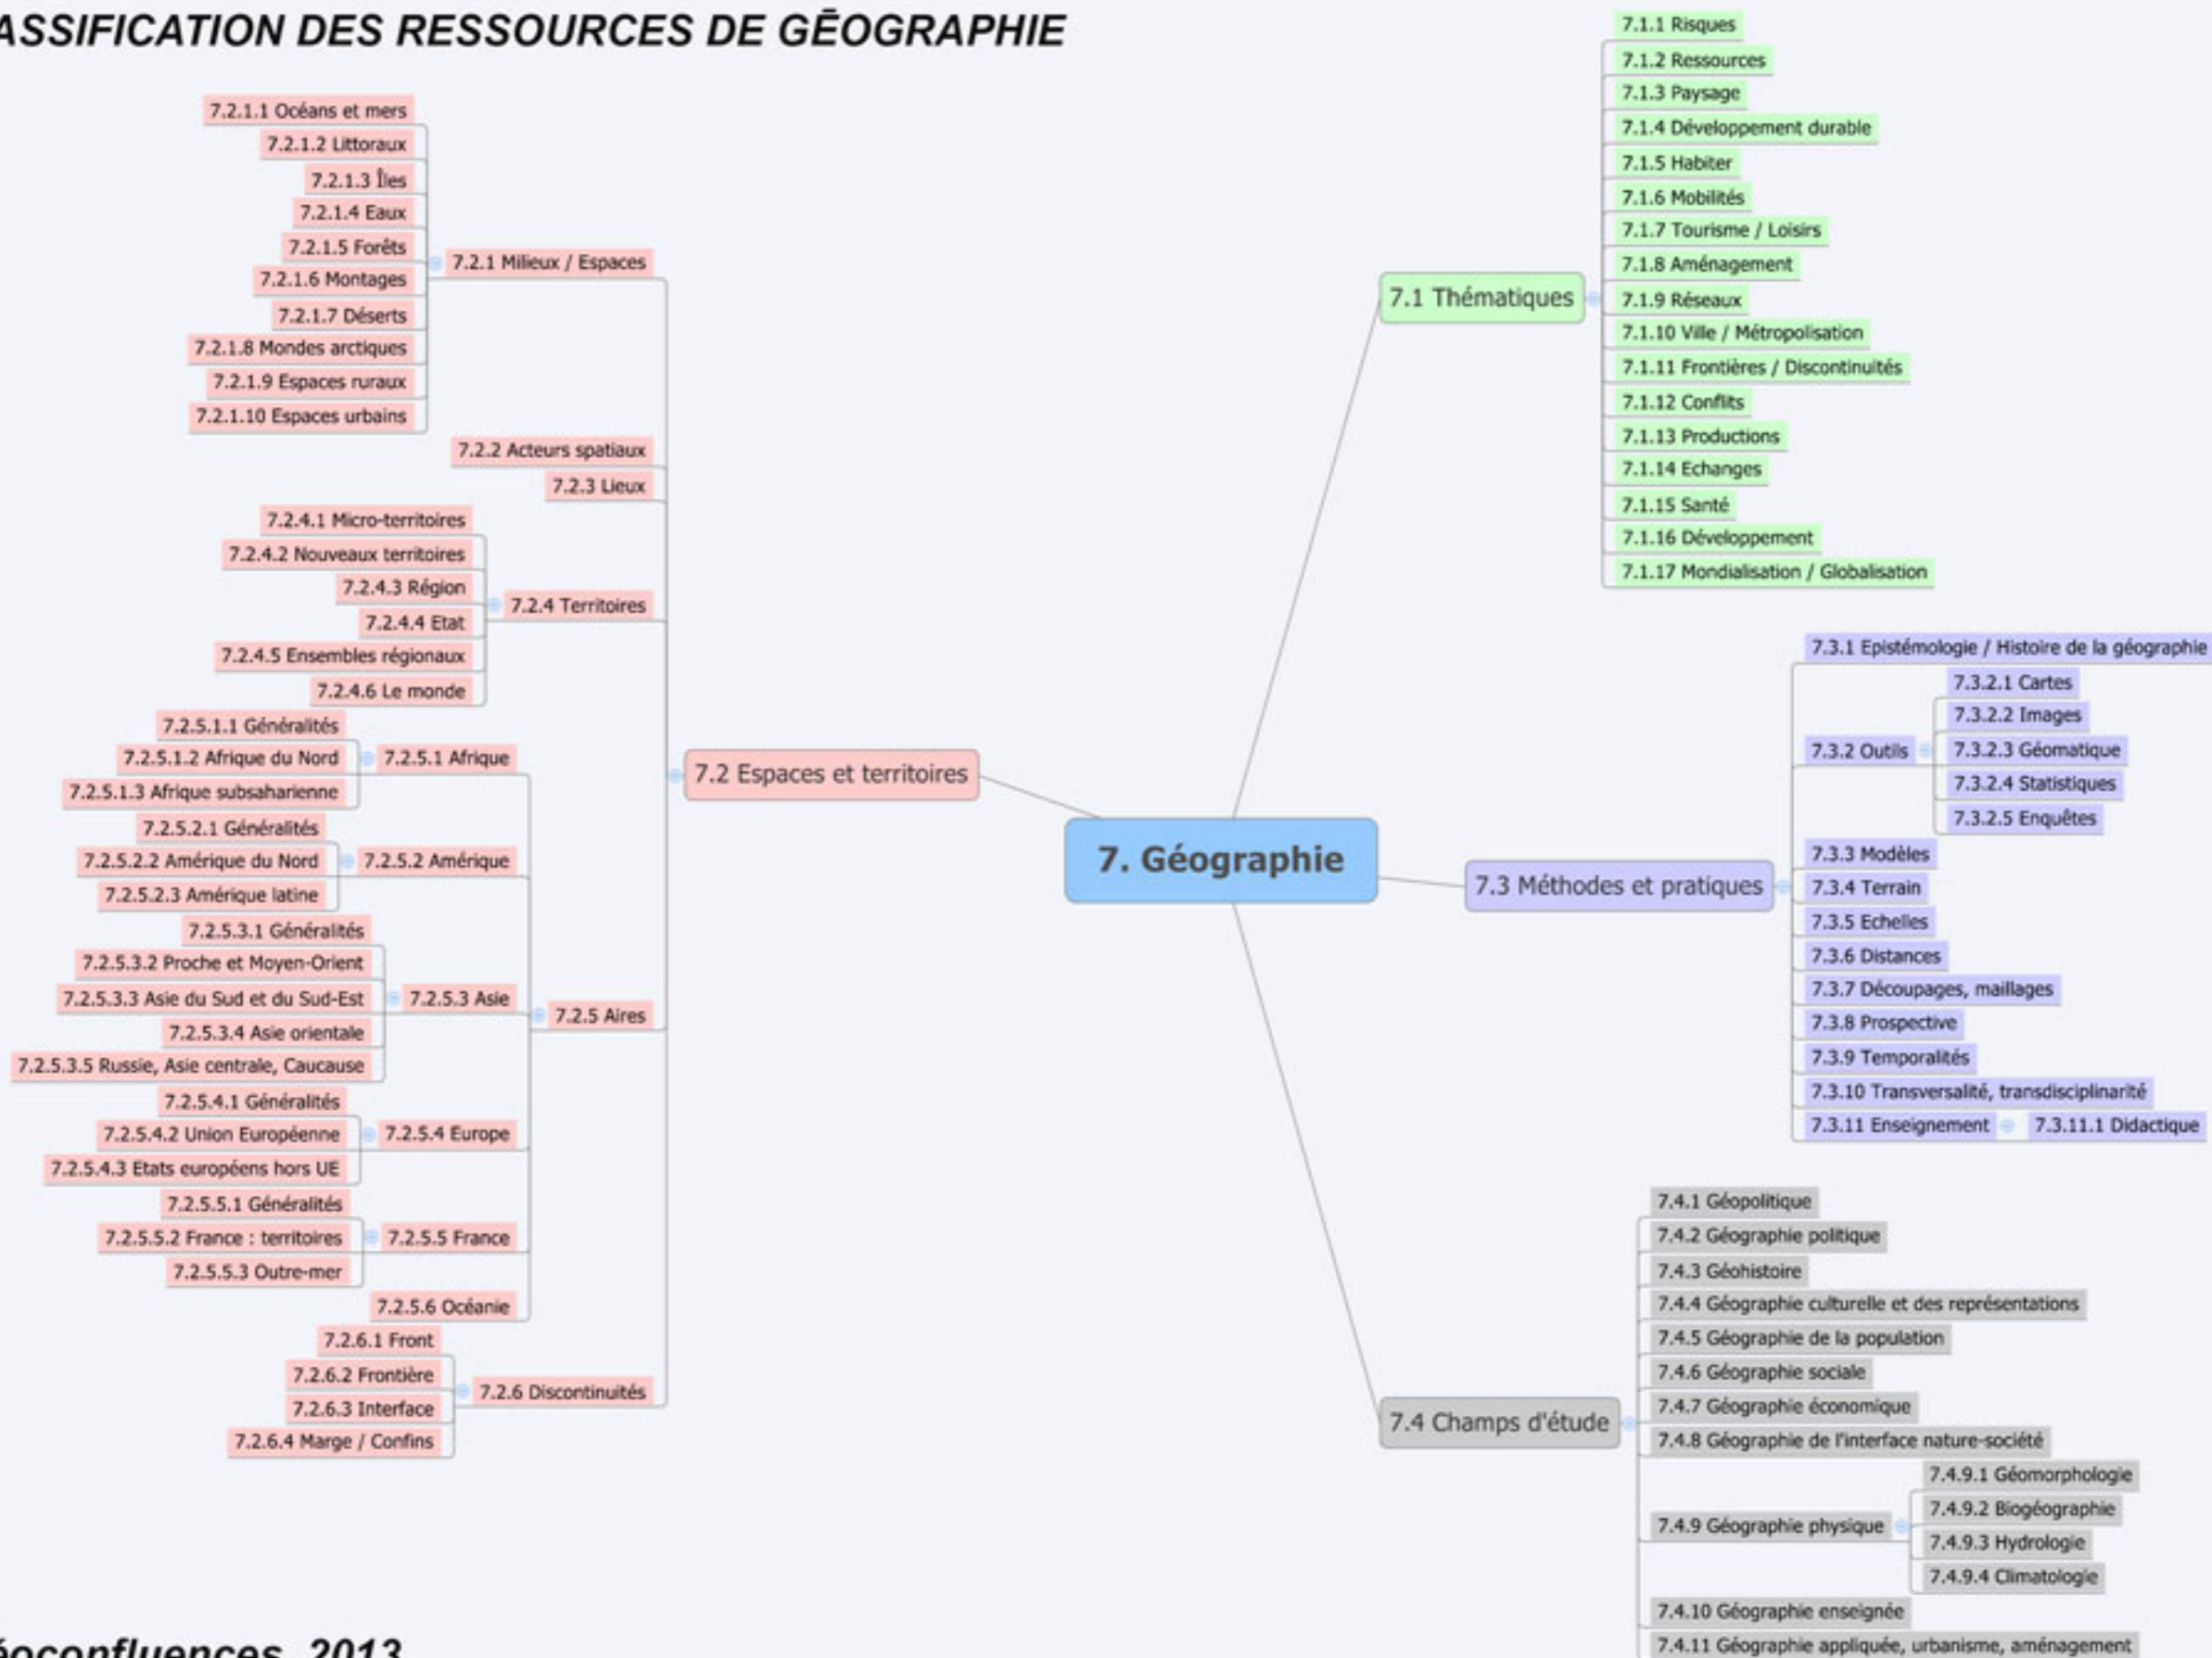 ASSIFICATION DES RESSOURCES DE GĒOGRAPHIE
7. Géographie
7.1 Thématiques
7.1.1 Risques
7.1.2 Ressources
7.1.3 Paysage
7.1.4 Développement durable
7.1.5 Habiter
7.1.6 Mobilités
7.1.7 Tourisme / Loisirs
7.1.8 Aménagement
7.1.9 Réseaux
7.1.10 Ville / Métropolisation
7.1.11 Frontières / Discontinuités
7.1.12 Conflits
7.1.13 Productions
7.1.14 Echanges
7.1.15 Santé
7.1.16 Développement
7.1.17 Mondialisation / Globalisation
7.2 Espaces et territoires
7.2.1 Milieux / Espaces
7.2.1.1 Océans et mers
7.2.1.2 Littoraux
7.2.1.3 Îles
7.2.1.4 Eaux
7.2.1.5 Forêts
7.2.1.6 Montages
7.2.1.7 Déserts
7.2.1.8 Mondes arctiques
7.2.1.9 Espaces ruraux
7.2.1.10 Espaces urbains
7.2.2 Acteurs spatiaux
7.2.3 Lieux
7.2.4 Territoires
7.2.4.1 Micro-territoires
7.2.4.2 Nouveaux territoires
7.2.4.3 Région
7.2.4.4 Etat
7.2.4.5 Ensembles régionaux
7.2.4.6 Le monde
7.2.5 Aires
7.2.5.1 Afrique
7.2.5.1.1 Généralités
7.2.5.1.2 Afrique du Nord
7.2.5.1.3 Afrique subsaharienne
7.2.5.2 Amérique
7.2.5.2.1 Généralités
7.2.5.2.2 Amérique du Nord
7.2.5.2.3 Amérique latine
7.2.5.3 Asie
7.2.5.3.1 Généralités
7.2.5.3.2 Proche et Moyen-Orient
7.2.5.3.3 Asie du Sud et du Sud-Est
7.2.5.3.4 Asie orientale
7.2.5.3.5 Russie, Asie centrale, Caucause
7.2.5.4 Europe
7.2.5.4.1 Généralités
7.2.5.4.2 Union Européenne
7.2.5.4.3 Etats européens hors UE
7.2.5.5 France
7.2.5.5.1 Généralités
7.2.5.5.2 France : territoires
7.2.5.5.3 Outre-mer
7.2.5.6 Océanie
7.2.6 Discontinuités
7.2.6.1 Front
7.2.6.2 Frontière
7.2.6.3 Interface
7.2.6.4 Marge / Confins
7.3 Méthodes et pratiques
7.3.1 Epistémologie / Histoire de la géographie
7.3.2 Outils
7.3.2.1 Cartes
7.3.2.2 Images
7.3.2.3 Géomatique
7.3.2.4 Statistiques
7.3.2.5 Enquêtes
7.3.3 Modèles
7.3.4 Terrain
7.3.5 Echelles
7.3.6 Distances
7.3.7 Découpages, maillages
7.3.8 Prospective
7.3.9 Temporalités
7.3.10 Transversalité, transdisciplinarité
7.3.11 Enseignement
7.3.11.1 Didactique
7.4 Champs d'étude
7.4.1 Géopolitique
7.4.2 Géographie politique
7.4.3 Géohistoire
7.4.4 Géographie culturelle et des représentations
7.4.5 Géographie de la population
7.4.6 Géographie sociale
7.4.7 Géographie économique
7.4.8 Géographie de l'interface nature-société
7.4.9 Géographie physique
7.4.9.1 Géomorphologie
7.4.9.2 Biogéographie
7.4.9.3 Hydrologie
7.4.9.4 Climatologie
7.4.10 Géographie enseignée
7.4.11 Géographie appliquée, urbanisme, aménagement
éoconfluences, 2013